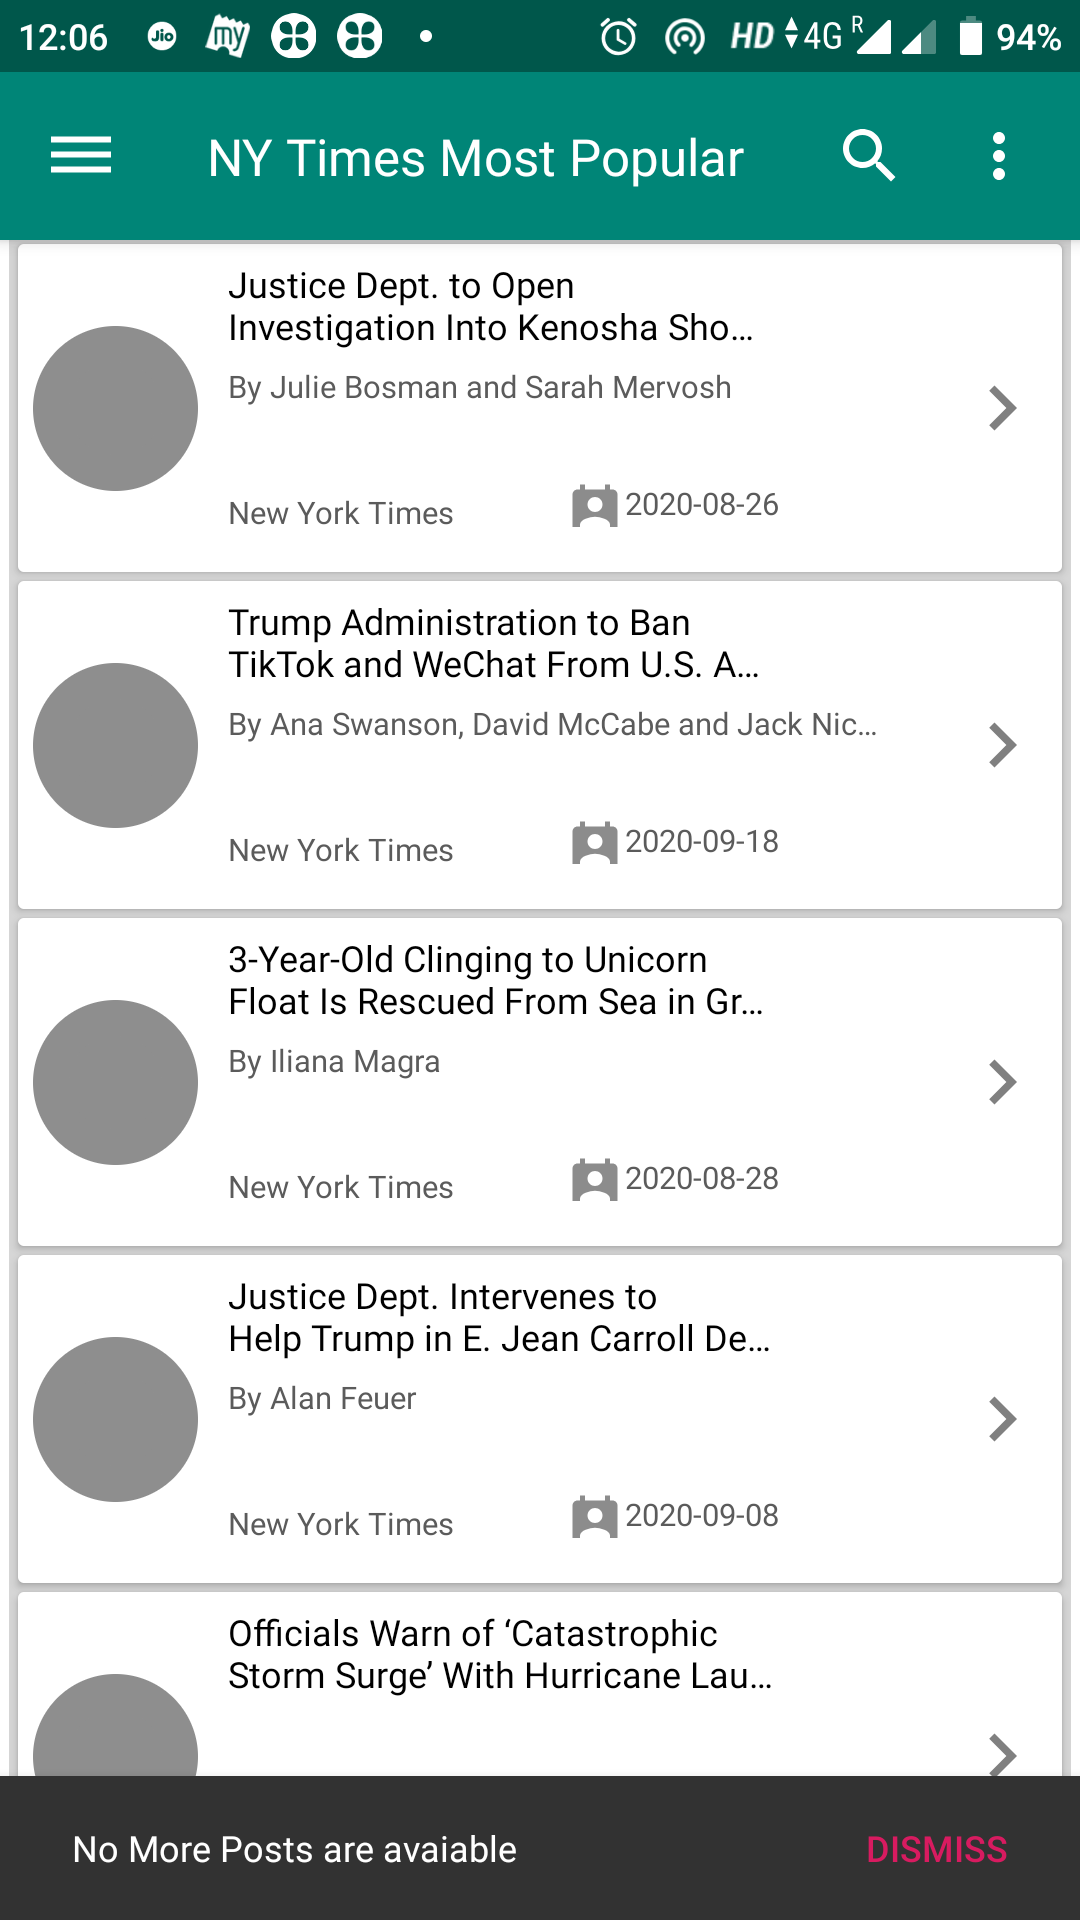 12:06 Jio my HD 4G R 94%
NY Times Most Popular
Justice Dept. to Open
Investigation Into Kenosha Sho...
By Julie Bosman and Sarah Mervosh
New York Times 2020-08-26
Trump Administration to Ban
TikTok and WeChat From U.S. A...
By Ana Swanson, David McCabe and Jack Nic...
New York Times 2020-09-18
3-Year-Old Clinging to Unicorn
Float Is Rescued From Sea in Gr...
By Iliana Magra
New York Times 2020-08-28
Justice Dept. Intervenes to
Help Trump in E. Jean Carroll De...
By Alan Feuer
New York Times 2020-09-08
Officials Warn of ‘Catastrophic
Storm Surge’ With Hurricane Lau...
No More Posts are avaiable DISMISS